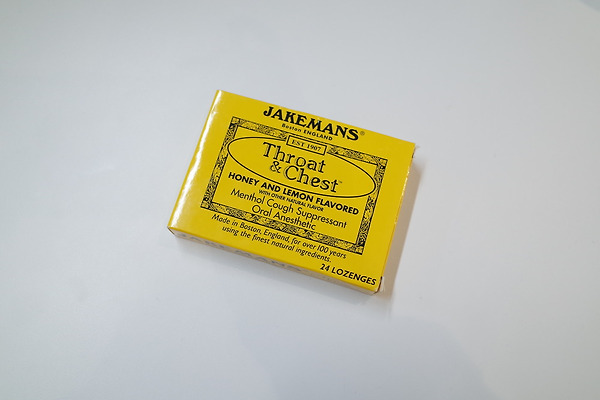 JAKEMANS®
Boston ENGLAND
EST 1907
Throat
& Chest™
HONEY AND LEMON FLAVORED
WITH OTHER NATURAL FLAVOR
Menthol Cough Suppressant
Oral Anesthetic
Made in Boston, England, for over 100 years
using the finest natural ingredients.
24 LOZENGES